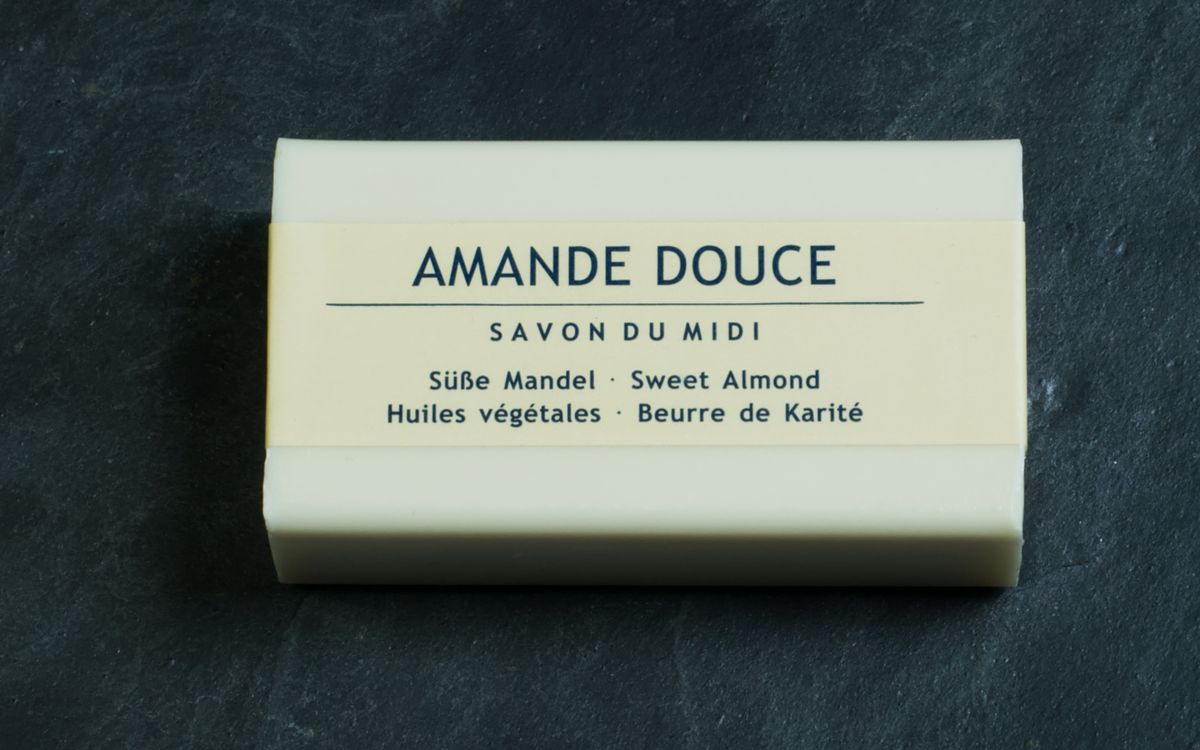 AMANDE DOUCE
SAVON DU MIDI
Süße Mandel · Sweet Almond
Huiles végétales · Beurre de Karité